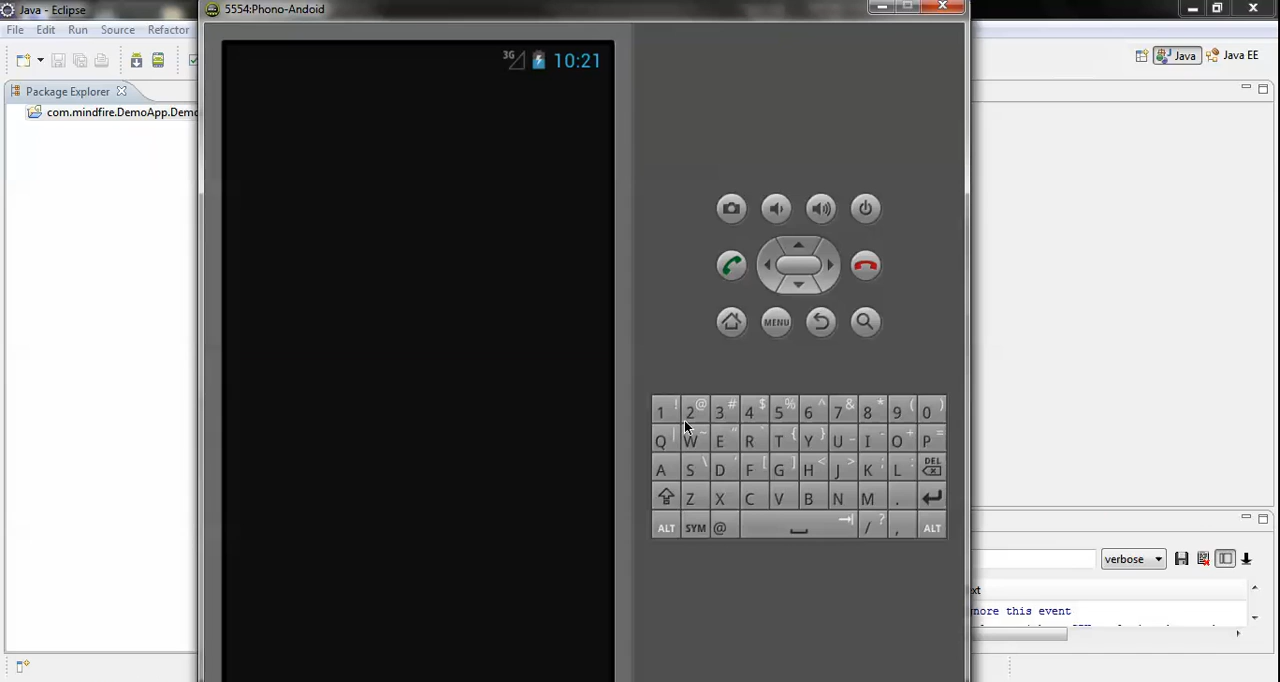 Java - Eclipse
5554:Phono-Andoid
File Edit Run Source Refactor
Java
Java EE
Package Explorer
com.mindfire.DemoApp.Demo
3G 10:21
MENU
1 ! 2 @ 3 # 4 $ 5 % 6 ^ 7 & 8 * 9 ( 0 )
Q | W ~ E " R ` T { Y } U _ I - O + P =
A S \ D ' F [ G ] H < J > K ; L : DEL
Z X C V B N M .
ALT SYM @ / ? , ALT
verbose
xt
nore this event